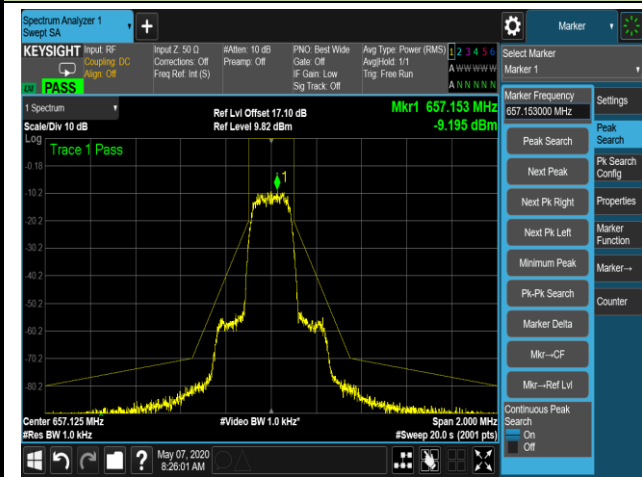 Spectrum Analyzer 1
Swept SA
Marker
KEYSIGHT
Input: RF
Coupling: DC
Align: Off
Input Z: 50 Ω
Corrections: Off
Freq Ref: Int (S)
#Atten: 10 dB
Preamp: Off
PNO: Best Wide
Gate: Off
IF Gain: Low
Sig Track: Off
Avg Type: Power (RMS)
Avg|Hold: 1/1
Trig: Free Run
1 2 3 4 5 6
A W W W W W
A N N N N N
LXI
PASS
1 Spectrum
Scale/Div 10 dB
Log
Ref Lvl Offset 17.10 dB
Ref Level 9.82 dBm
Mkr1 657.153 MHz
-9.195 dBm
Trace 1 Pass
1
-0.18
-10.2
-20.2
-30.2
-40.2
-50.2
-60.2
-70.2
-80.2
Center 657.125 MHz
#Res BW 1.0 kHz
#Video BW 1.0 kHz*
Span 2.000 MHz
#Sweep 20.0 s (2001 pts)
?
May 07, 2020
8:26:01 AM
Select Marker
Marker 1
Marker Frequency
657.153000 MHz
Peak Search
Next Peak
Next Pk Right
Next Pk Left
Minimum Peak
Pk-Pk Search
Marker Delta
Mkr→CF
Mkr→Ref Lvl
Continuous Peak
Search
On
Off
Settings
Peak
Search
Pk Search
Config
Properties
Marker
Function
Marker→
Counter